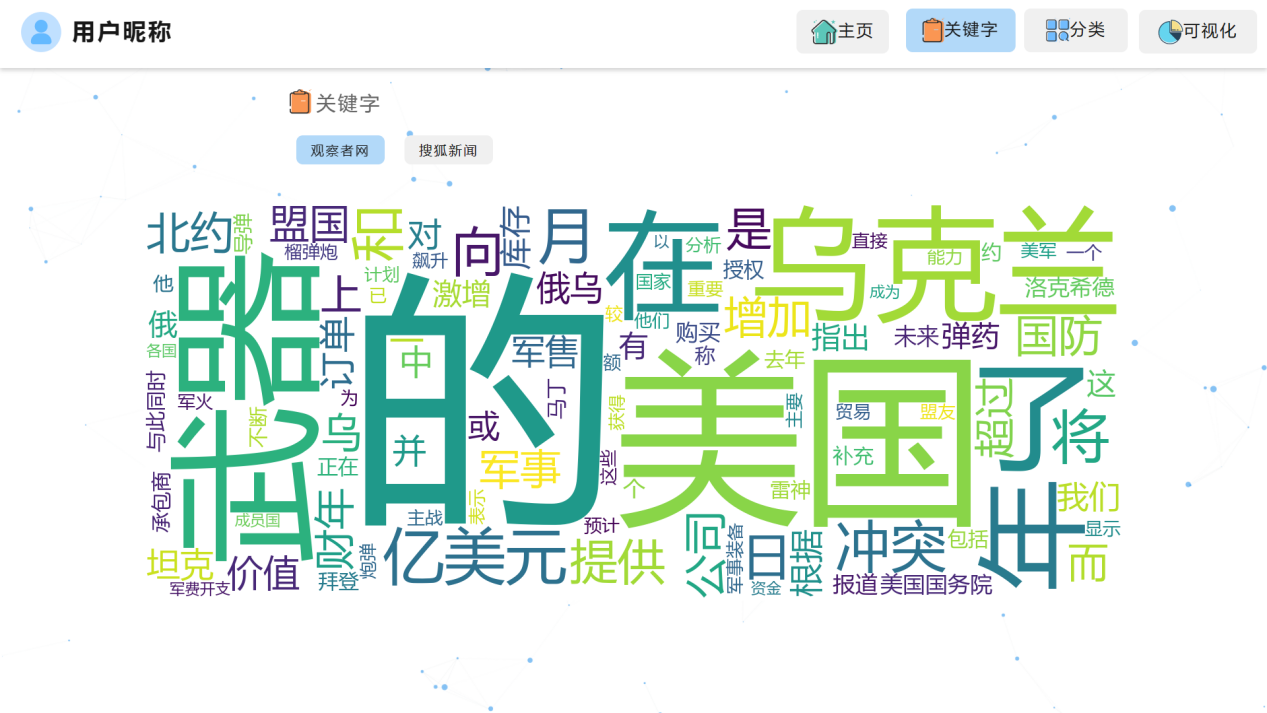 用户昵称
主页
关键字
分类
可视化
关键字
观察者网
搜狐新闻
北约
导弹
盟国
榴弹炮
和
对
飙升
库存
月
在
以
分析
是
乌克兰
直接
能力
约
美军
一个
他
武器
计划
已
上
激增
向
俄乌
国家
重要
授权
成为
洛克希德
俄
各国
订单
的
一
中
军售
较
他们
额
有
购买
称
增加
去年
指出
未来
弹药
国防
与此同时
军火
为
不断
乌
并
或
马丁
获得
美国
主要
贸易
盟友
超过
了
这
将
正在
军事
这些
个
补充
雷神
承包商
成员国
财年
主战
表示
预计
年
我们
显示
坦克
价值
军费开支
拜登
炮弹
亿美元
提供
公司
军事装备
日
资金
根据
冲突
包括
报道
美国国务院
而